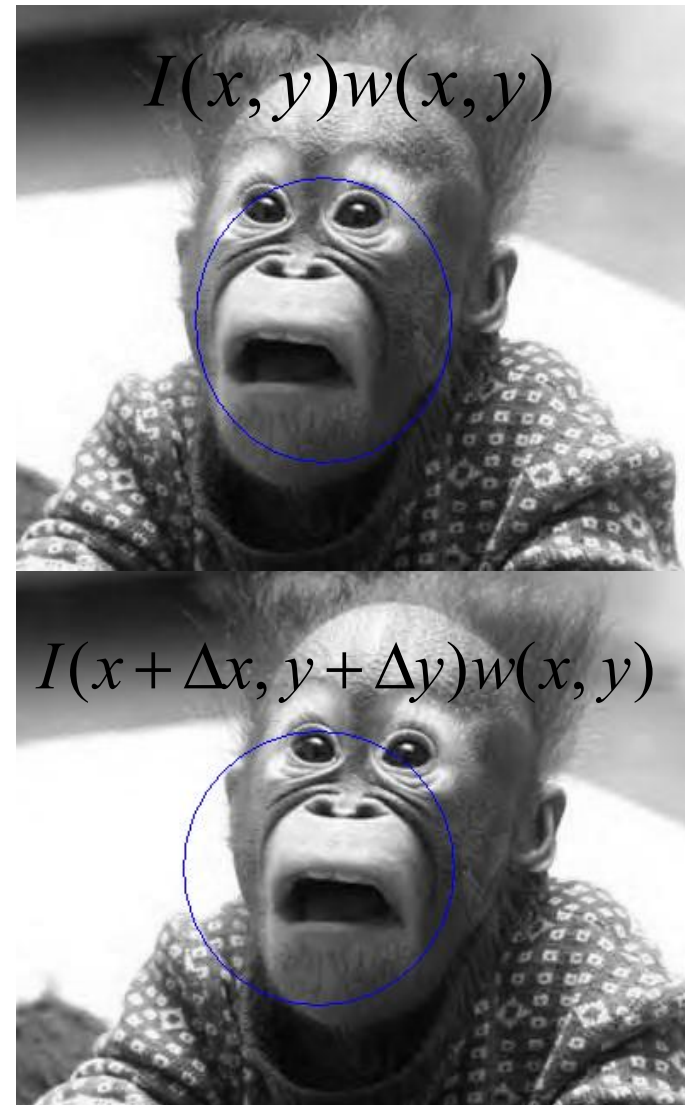 I(x, y)w(x, y)
I(x + Δx, y + Δy)w(x, y)